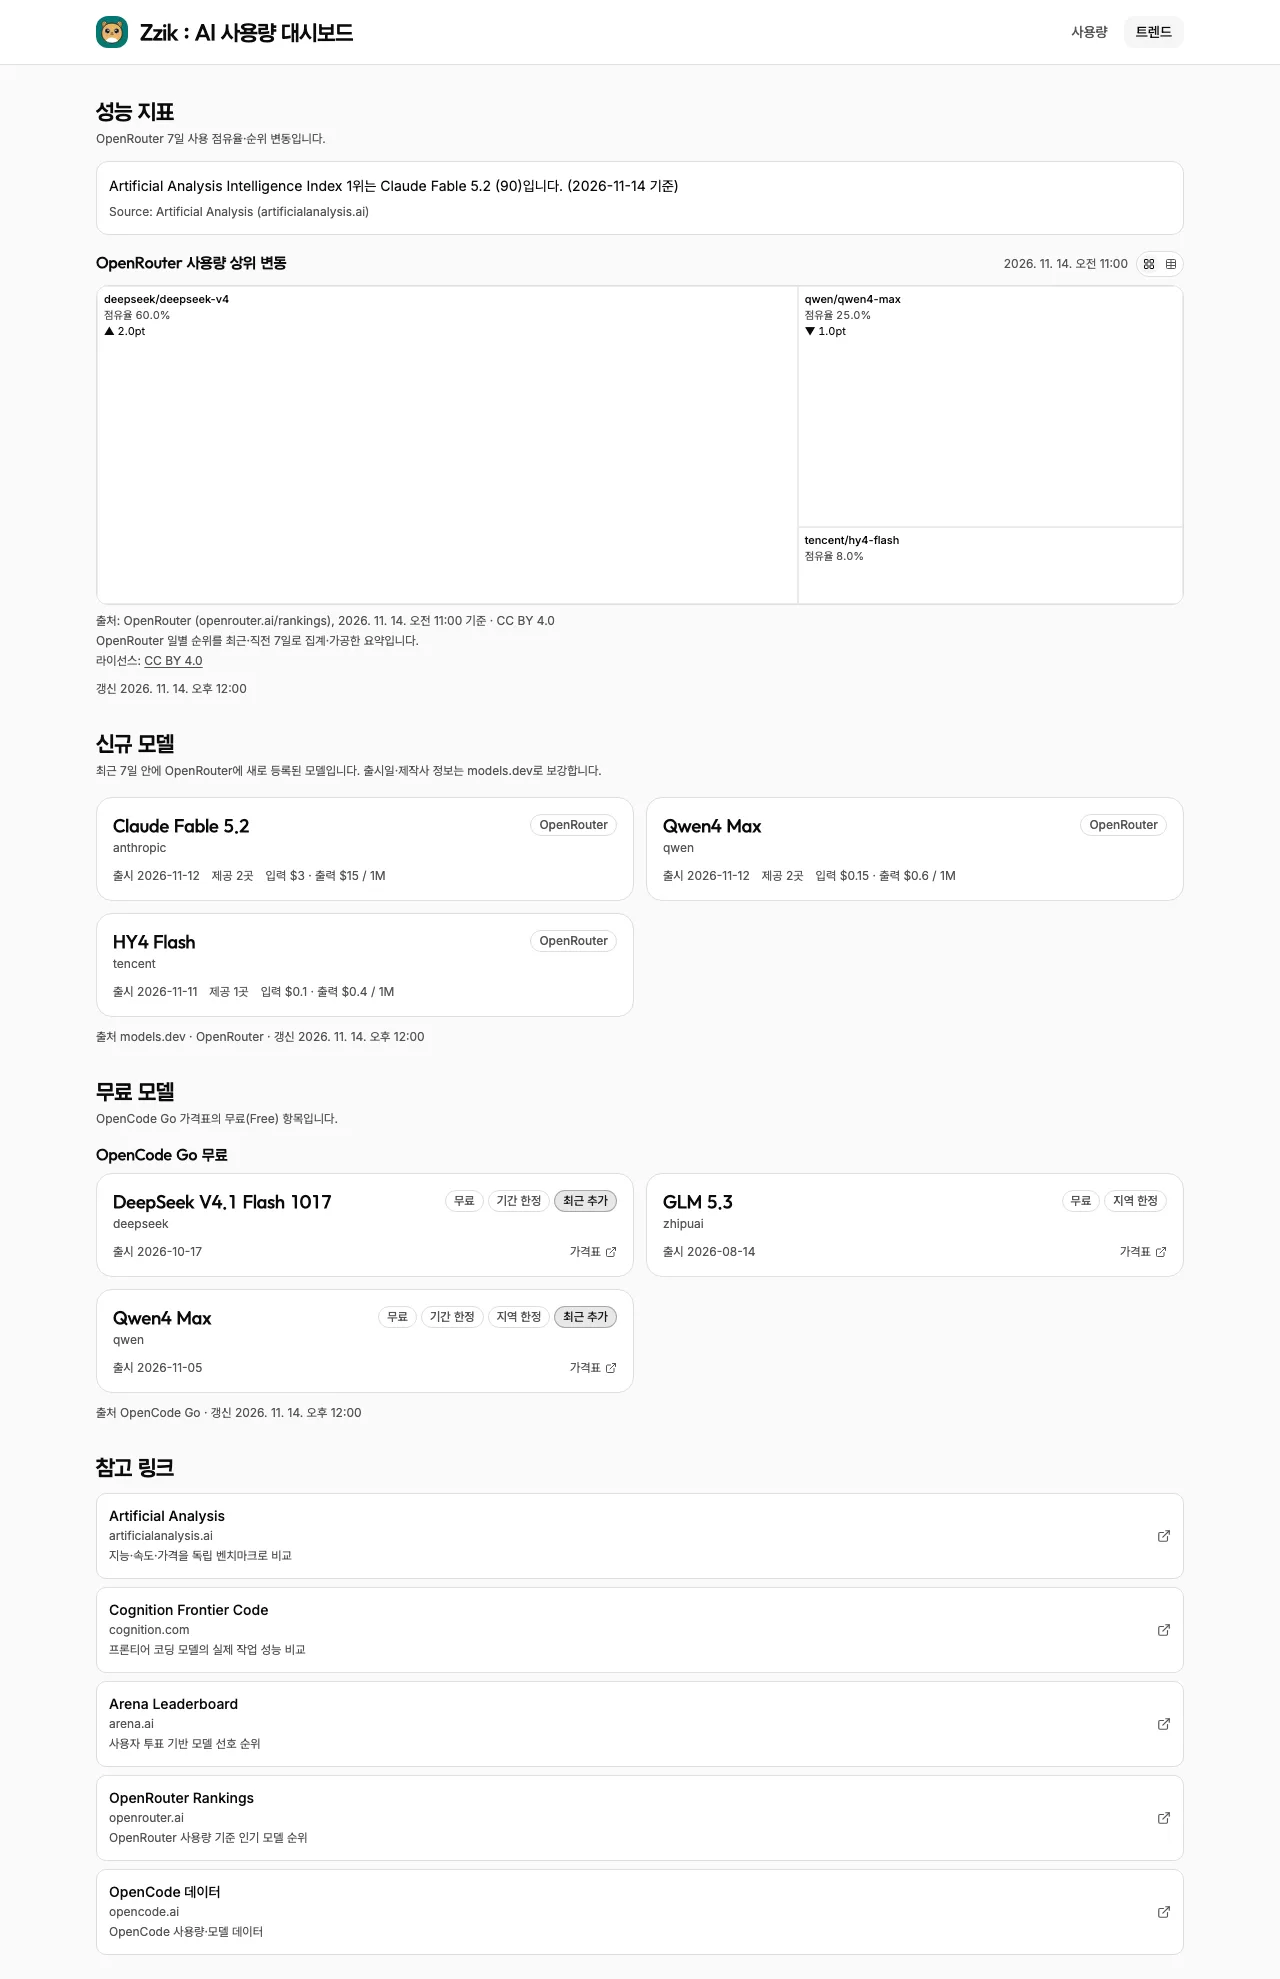 Zzik : AI 사용량 대시보드
사용량
트렌드
성능 지표
OpenRouter 7일 사용 점유율·순위 변동입니다.
Artificial Analysis Intelligence Index 1위는 Claude Fable 5.2 (90)입니다. (2026-11-14 기준)
Source: Artificial Analysis (artificialanalysis.ai)
OpenRouter 사용량 상위 변동
2026. 11. 14. 오전 11:00
deepseek/deepseek-v4
점유율 60.0%
▲ 2.0pt
qwen/qwen4-max
점유율 25.0%
▼ 1.0pt
tencent/hy4-flash
점유율 8.0%
출처: OpenRouter (openrouter.ai/rankings), 2026. 11. 14. 오전 11:00 기준 · CC BY 4.0
OpenRouter 일별 순위를 최근·직전 7일로 집계·가공한 요약입니다.
라이선스: CC BY 4.0
갱신 2026. 11. 14. 오후 12:00
신규 모델
최근 7일 안에 OpenRouter에 새로 등록된 모델입니다. 출시일·제작사 정보는 models.dev로 보강합니다.
Claude Fable 5.2
OpenRouter
anthropic
출시 2026-11-12 제공 2곳 입력 $3 · 출력 $15 / 1M
Qwen4 Max
OpenRouter
qwen
출시 2026-11-12 제공 2곳 입력 $0.15 · 출력 $0.6 / 1M
HY4 Flash
OpenRouter
tencent
출시 2026-11-11 제공 1곳 입력 $0.1 · 출력 $0.4 / 1M
출처 models.dev · OpenRouter · 갱신 2026. 11. 14. 오후 12:00
무료 모델
OpenCode Go 가격표의 무료(Free) 항목입니다.
OpenCode Go 무료
DeepSeek V4.1 Flash 1017
무료 기간 한정 최근 추가
deepseek
출시 2026-10-17
가격표
GLM 5.3
무료 지역 한정
zhipuai
출시 2026-08-14
가격표
Qwen4 Max
무료 기간 한정 지역 한정 최근 추가
qwen
출시 2026-11-05
가격표
출처 OpenCode Go · 갱신 2026. 11. 14. 오후 12:00
참고 링크
Artificial Analysis
artificialanalysis.ai
지능·속도·가격을 독립 벤치마크로 비교
Cognition Frontier Code
cognition.com
프론티어 코딩 모델의 실제 작업 성능 비교
Arena Leaderboard
arena.ai
사용자 투표 기반 모델 선호 순위
OpenRouter Rankings
openrouter.ai
OpenRouter 사용량 기준 인기 모델 순위
OpenCode 데이터
opencode.ai
OpenCode 사용량·모델 데이터